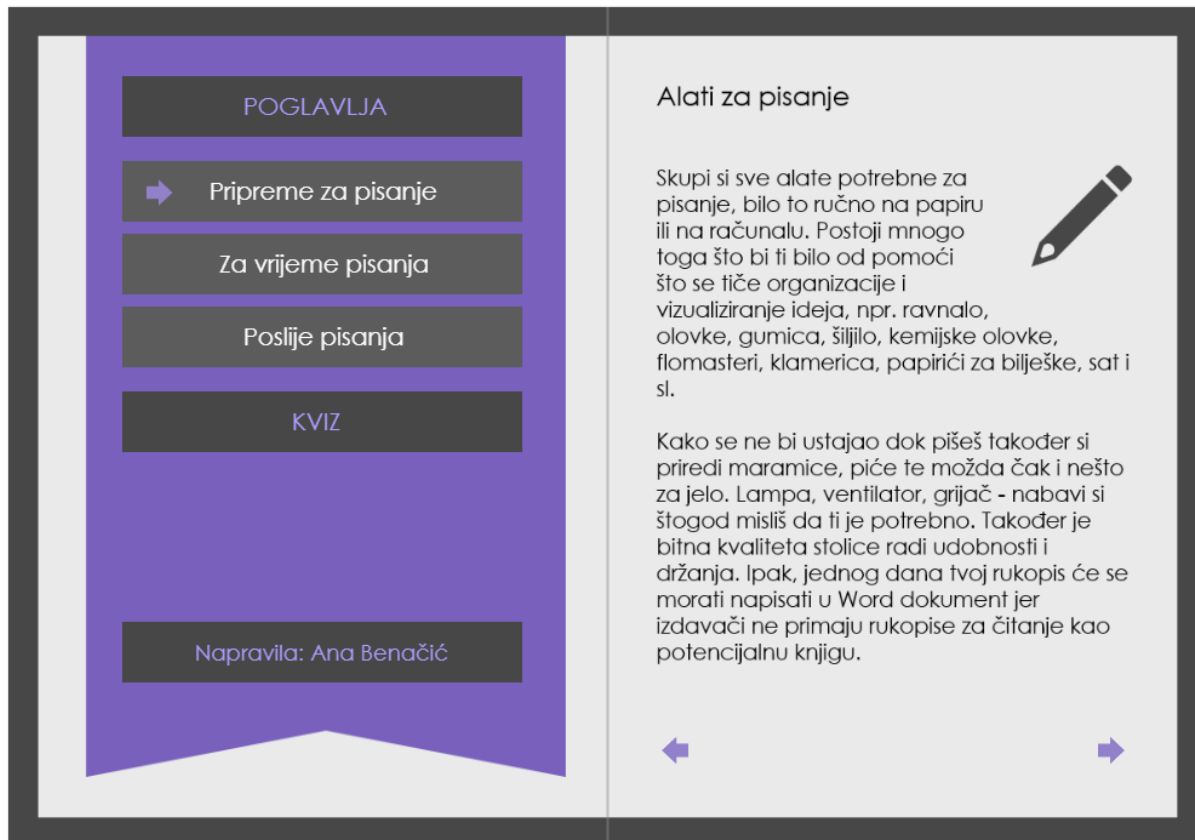 POGLAVLJA
Pripreme za pisanje
Za vrijeme pisanja
Poslije pisanja
KVIZ
Napravila: Ana Benačić
Alati za pisanje
Skupi si sve alate potrebne za
pisanje, bilo to ručno na papiru
ili na računalu. Postoji mnogo
toga što bi ti bilo od pomoći
što se tiče organizacije i
vizualiziranje ideja, npr. ravnalo,
olovke, gumica, šiljilo, kemijske olovke,
flomasteri, klamerica, papirići za bilješke, sat i
sl.
Kako se ne bi ustajao dok pišeš također si
priredi maramice, piće te možda čak i nešto
za jelo. Lampa, ventilator, grijač - nabavi si
štogod misliš da ti je potrebno. Također je
bitna kvaliteta stolice radi udobnosti i
držanja. Ipak, jednog dana tvoj rukopis će se
morati napisati u Word dokument jer
izdavači ne primaju rukopise za čitanje kao
potencijalnu knjigu.